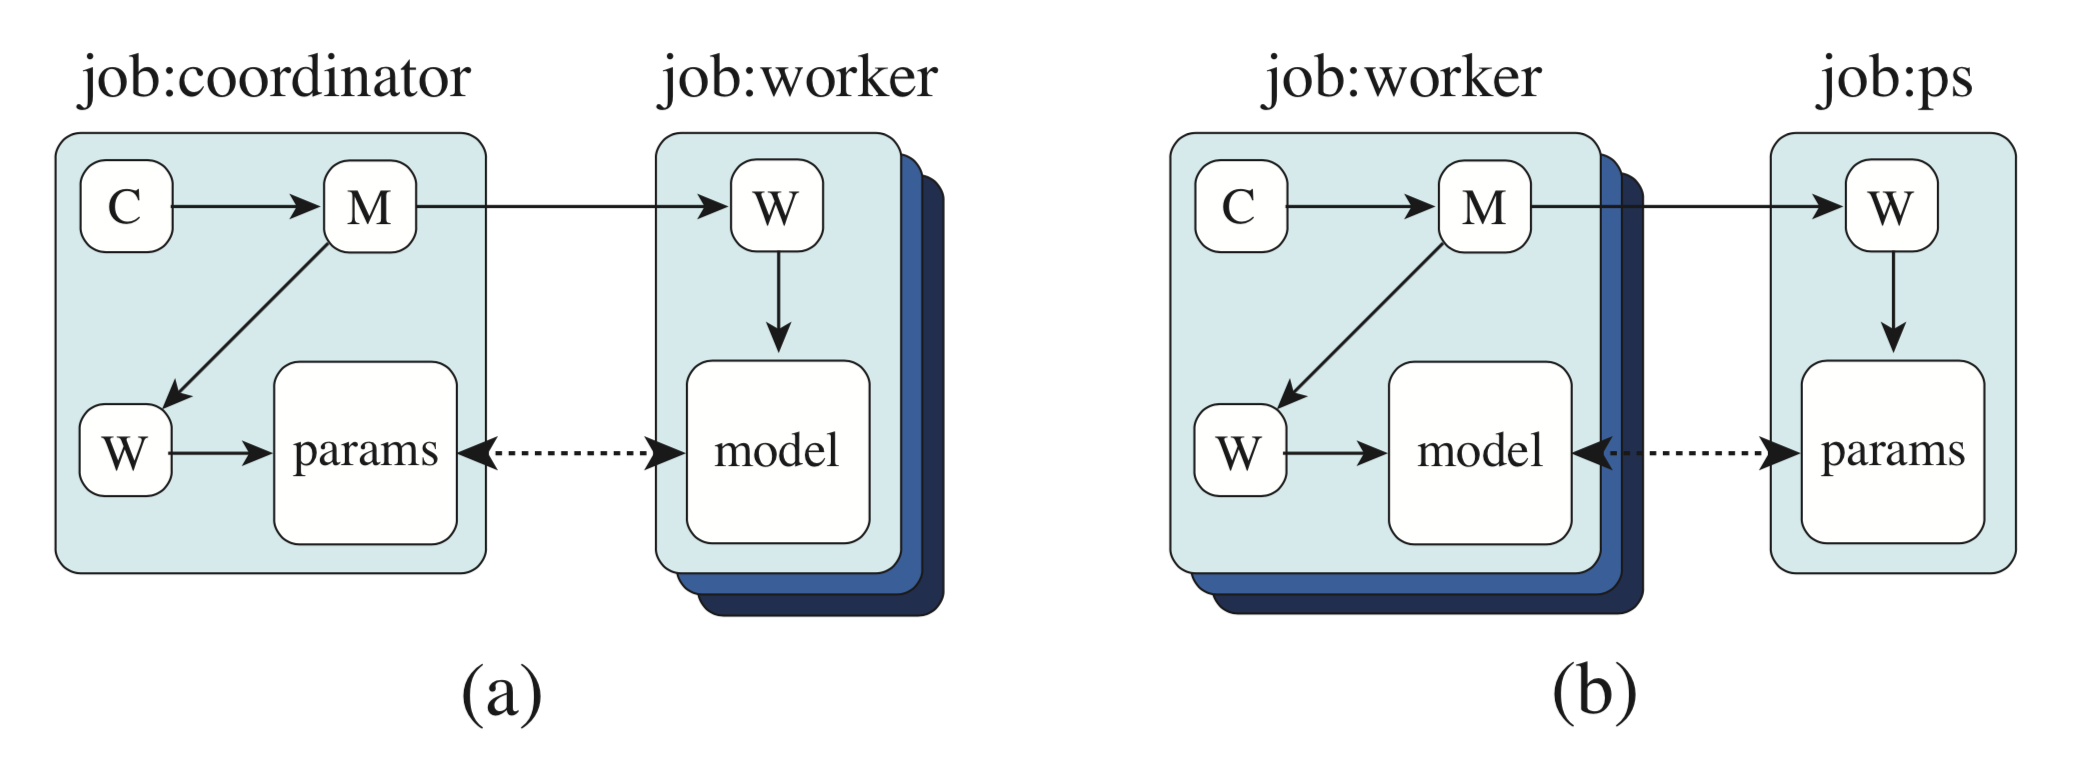 job:coordinator
job:worker
C
M
W
W
params
model
(a)
job:worker
job:ps
C
M
W
W
model
params
(b)